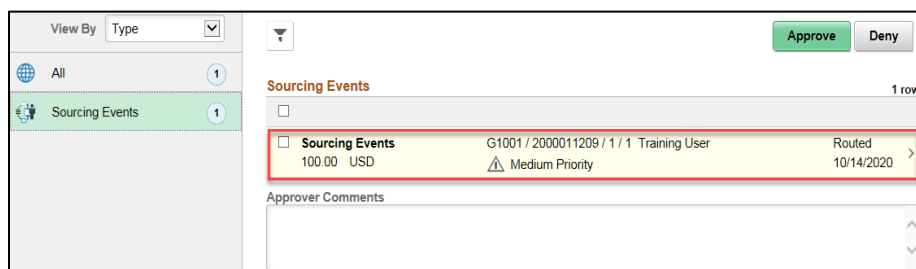 View By Type
Approve Deny
All 1
Sourcing Events 1
Sourcing Events
1 row
Sourcing Events G1001 / 2000011209 / 1 / 1 Training User Routed
100.00 USD Medium Priority 10/14/2020
Approver Comments